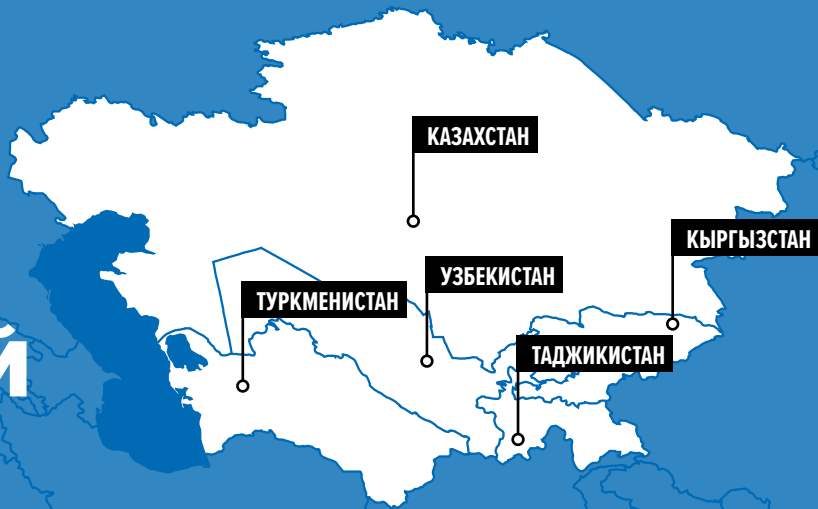 КАЗАХСТАН
КЫРГЫЗСТАН
УЗБЕКИСТАН
ТУРКМЕНИСТАН
ТАДЖИКИСТАН
Й